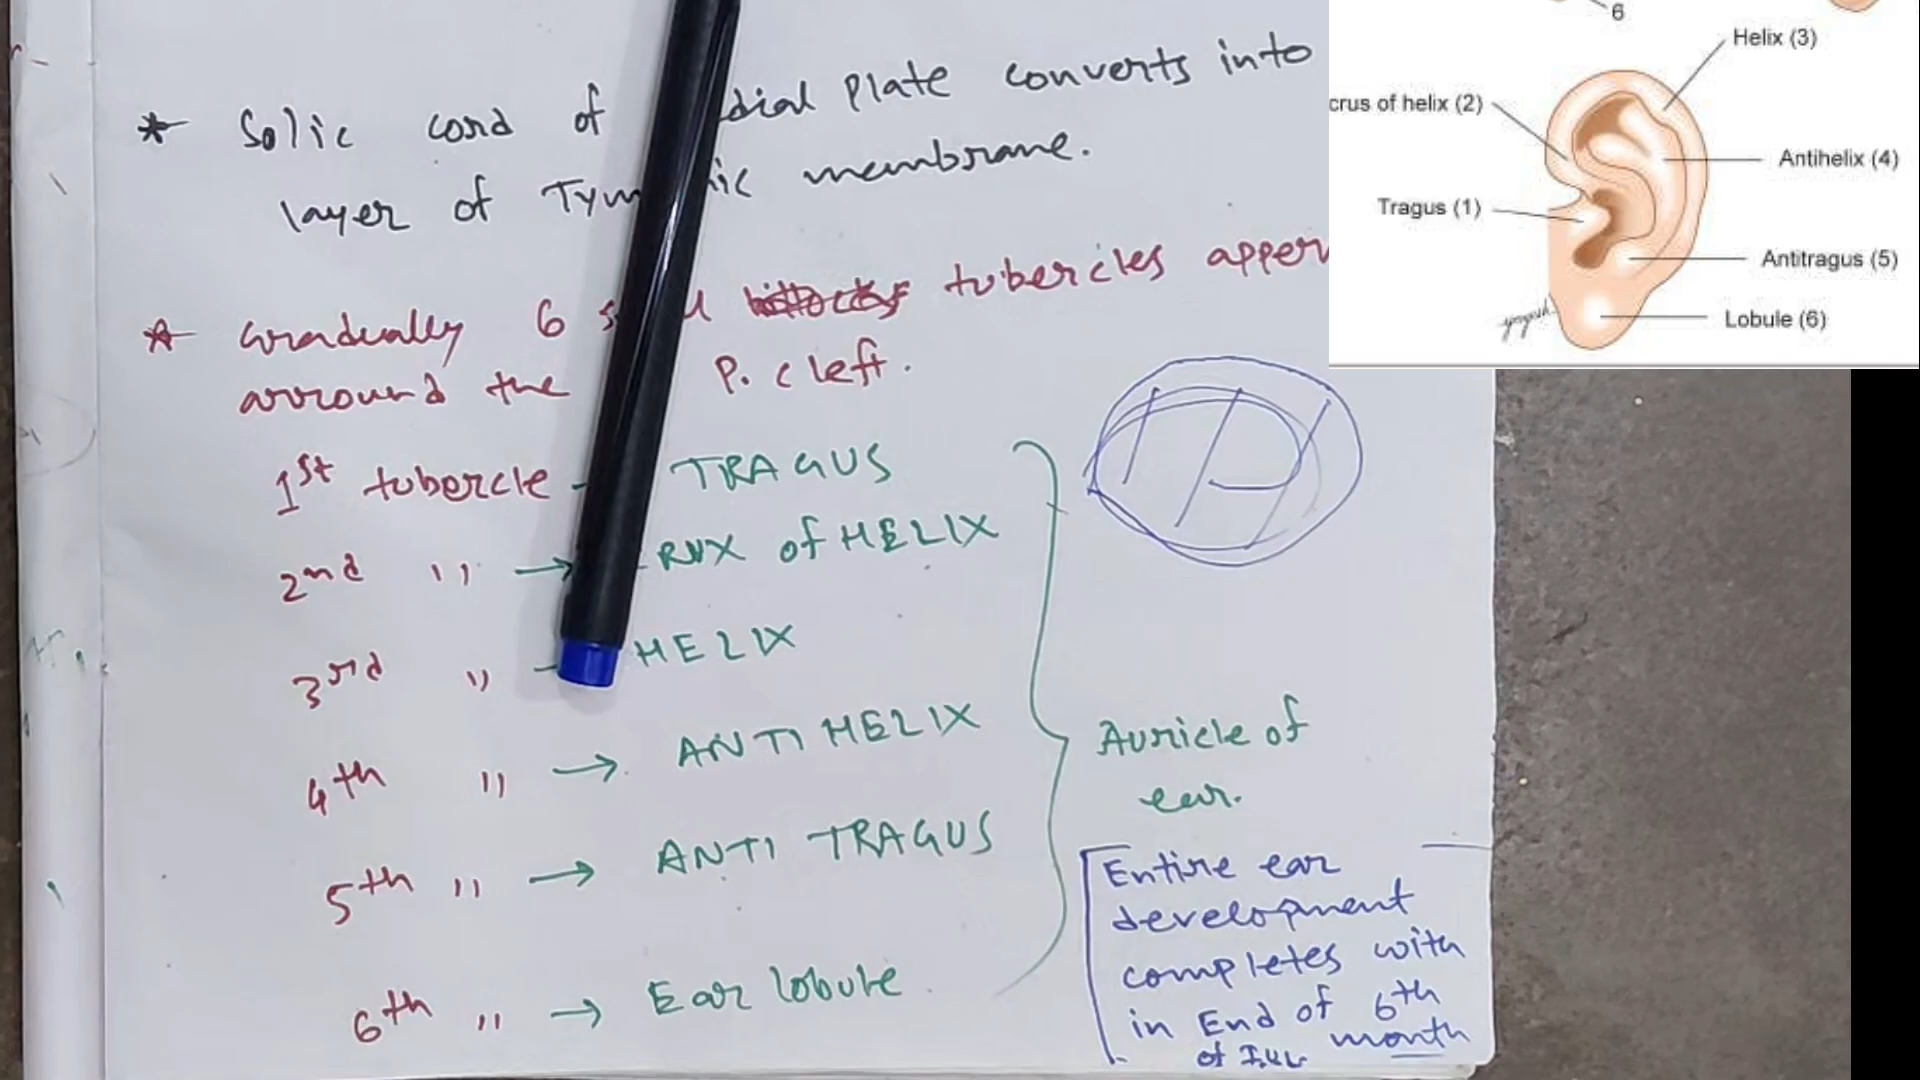 * Solic cord of dial plate converts into
layer of Tym ic membrane.
* Gradually 6 tubercles apper
arround the P. cleft.
1st tubercle - TRAGUS
2nd " → RUX of HELIX
3rd " - HELIX
4th " → ANTI HELIX
5th " → ANTI TRAGUS
6th " → Ear lobule
Auricle of
ear.
Entire ear
development
completes with
in End of 6th
of I.U.L month
6
Helix (3)
crus of helix (2)
Antihelix (4)
Tragus (1)
Antitragus (5)
Lobule (6)